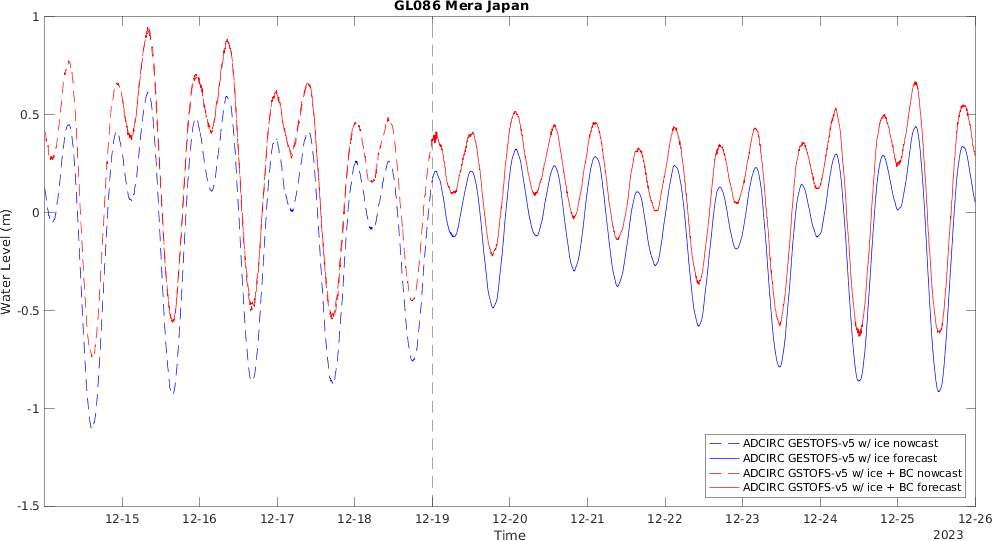 GL086 Mera Japan
1
0.5
0
-0.5
-1
-1.5
Water Level (m)
12-15 12-16 12-17 12-18 12-19 12-20 12-21 12-22 12-23 12-24 12-25 12-26
Time
2023
ADCIRC GESTOFS-v5 w/ ice nowcast
ADCIRC GESTOFS-v5 w/ ice forecast
ADCIRC GSTOFS-v5 w/ ice + BC nowcast
ADCIRC GSTOFS-v5 w/ ice + BC forecast